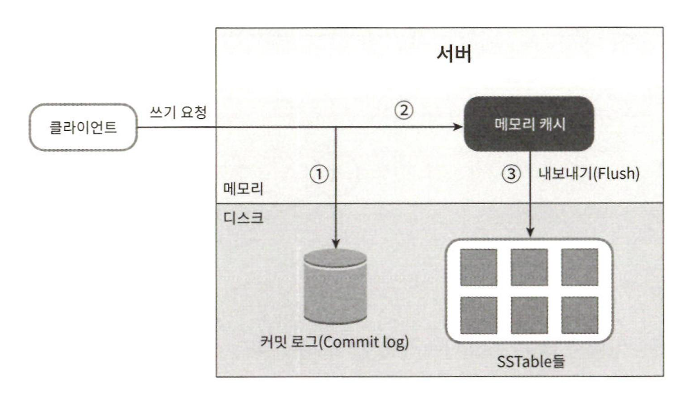 서버
클라이언트
쓰기 요청
②
메모리 캐시
①
③
내보내기(Flush)
메모리
디스크
커밋 로그(Commit log)
SSTable들